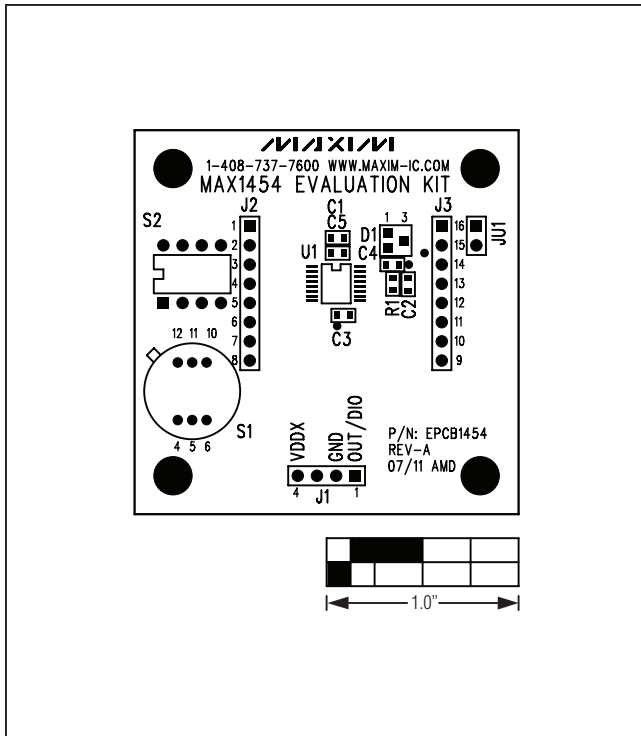 MAXIM
1-408-737-7600 WWW.MAXIM-IC.COM
MAX1454 EVALUATION KIT
S2
J2
1
2
3
4
5
6
7
8
C1
C5
U1
C3
1 3
D1
C4
R1
C2
J3
16
15
14
13
12
11
10
9
JU1
12 11 10
4 5 6
S1
VDDX
GND
OUT/DIO
4
1
J1
P/N: EPCB1454
REV-A
07/11 AMD
1.0"